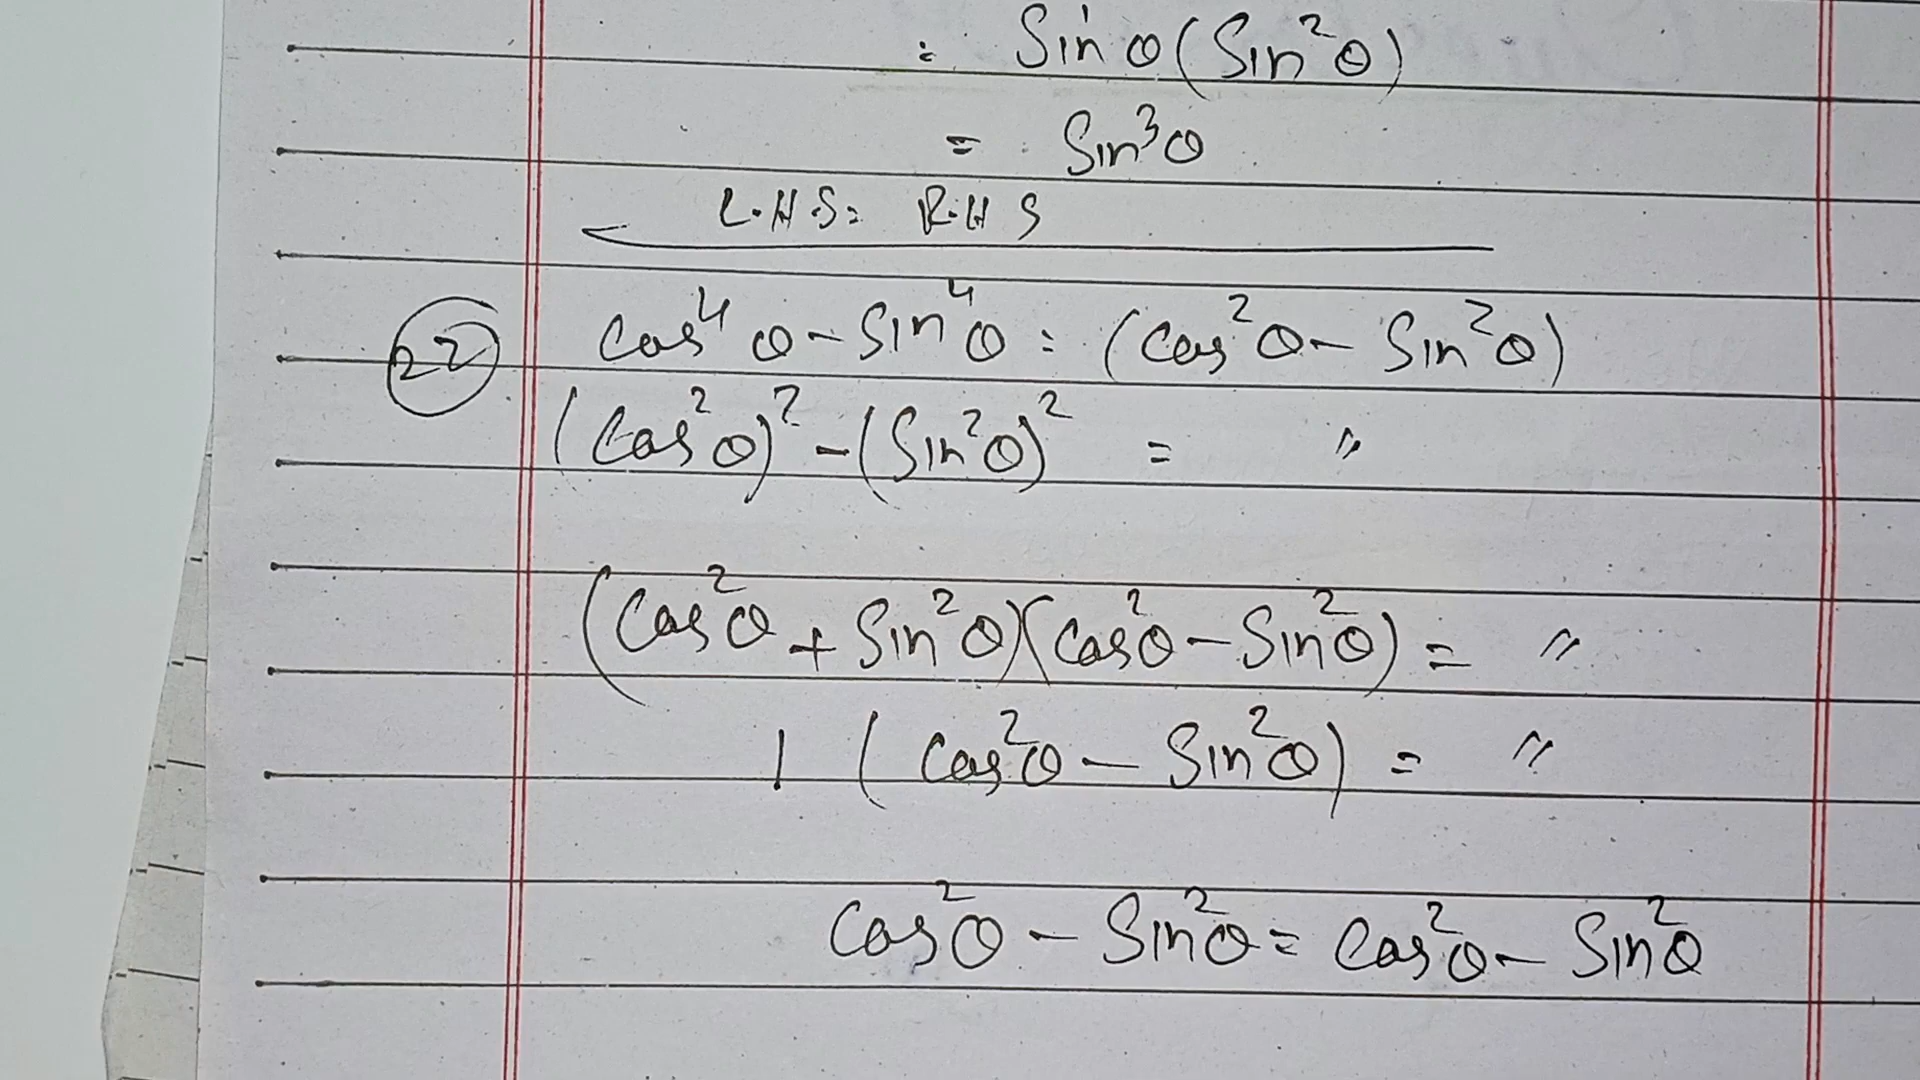 = Sin θ (Sin²θ)
= Sin³θ
L.H.S = R.H.S
22 Cos⁴θ - Sin⁴θ = (Cos²θ - Sin²θ)
(Cos²θ)² - (Sin²θ)² = "
(Cos²θ + Sin²θ)(Cos²θ - Sin²θ) = "
1 (Cos²θ - Sin²θ) = "
Cos²θ - Sin²θ = Cos²θ - Sin²θ